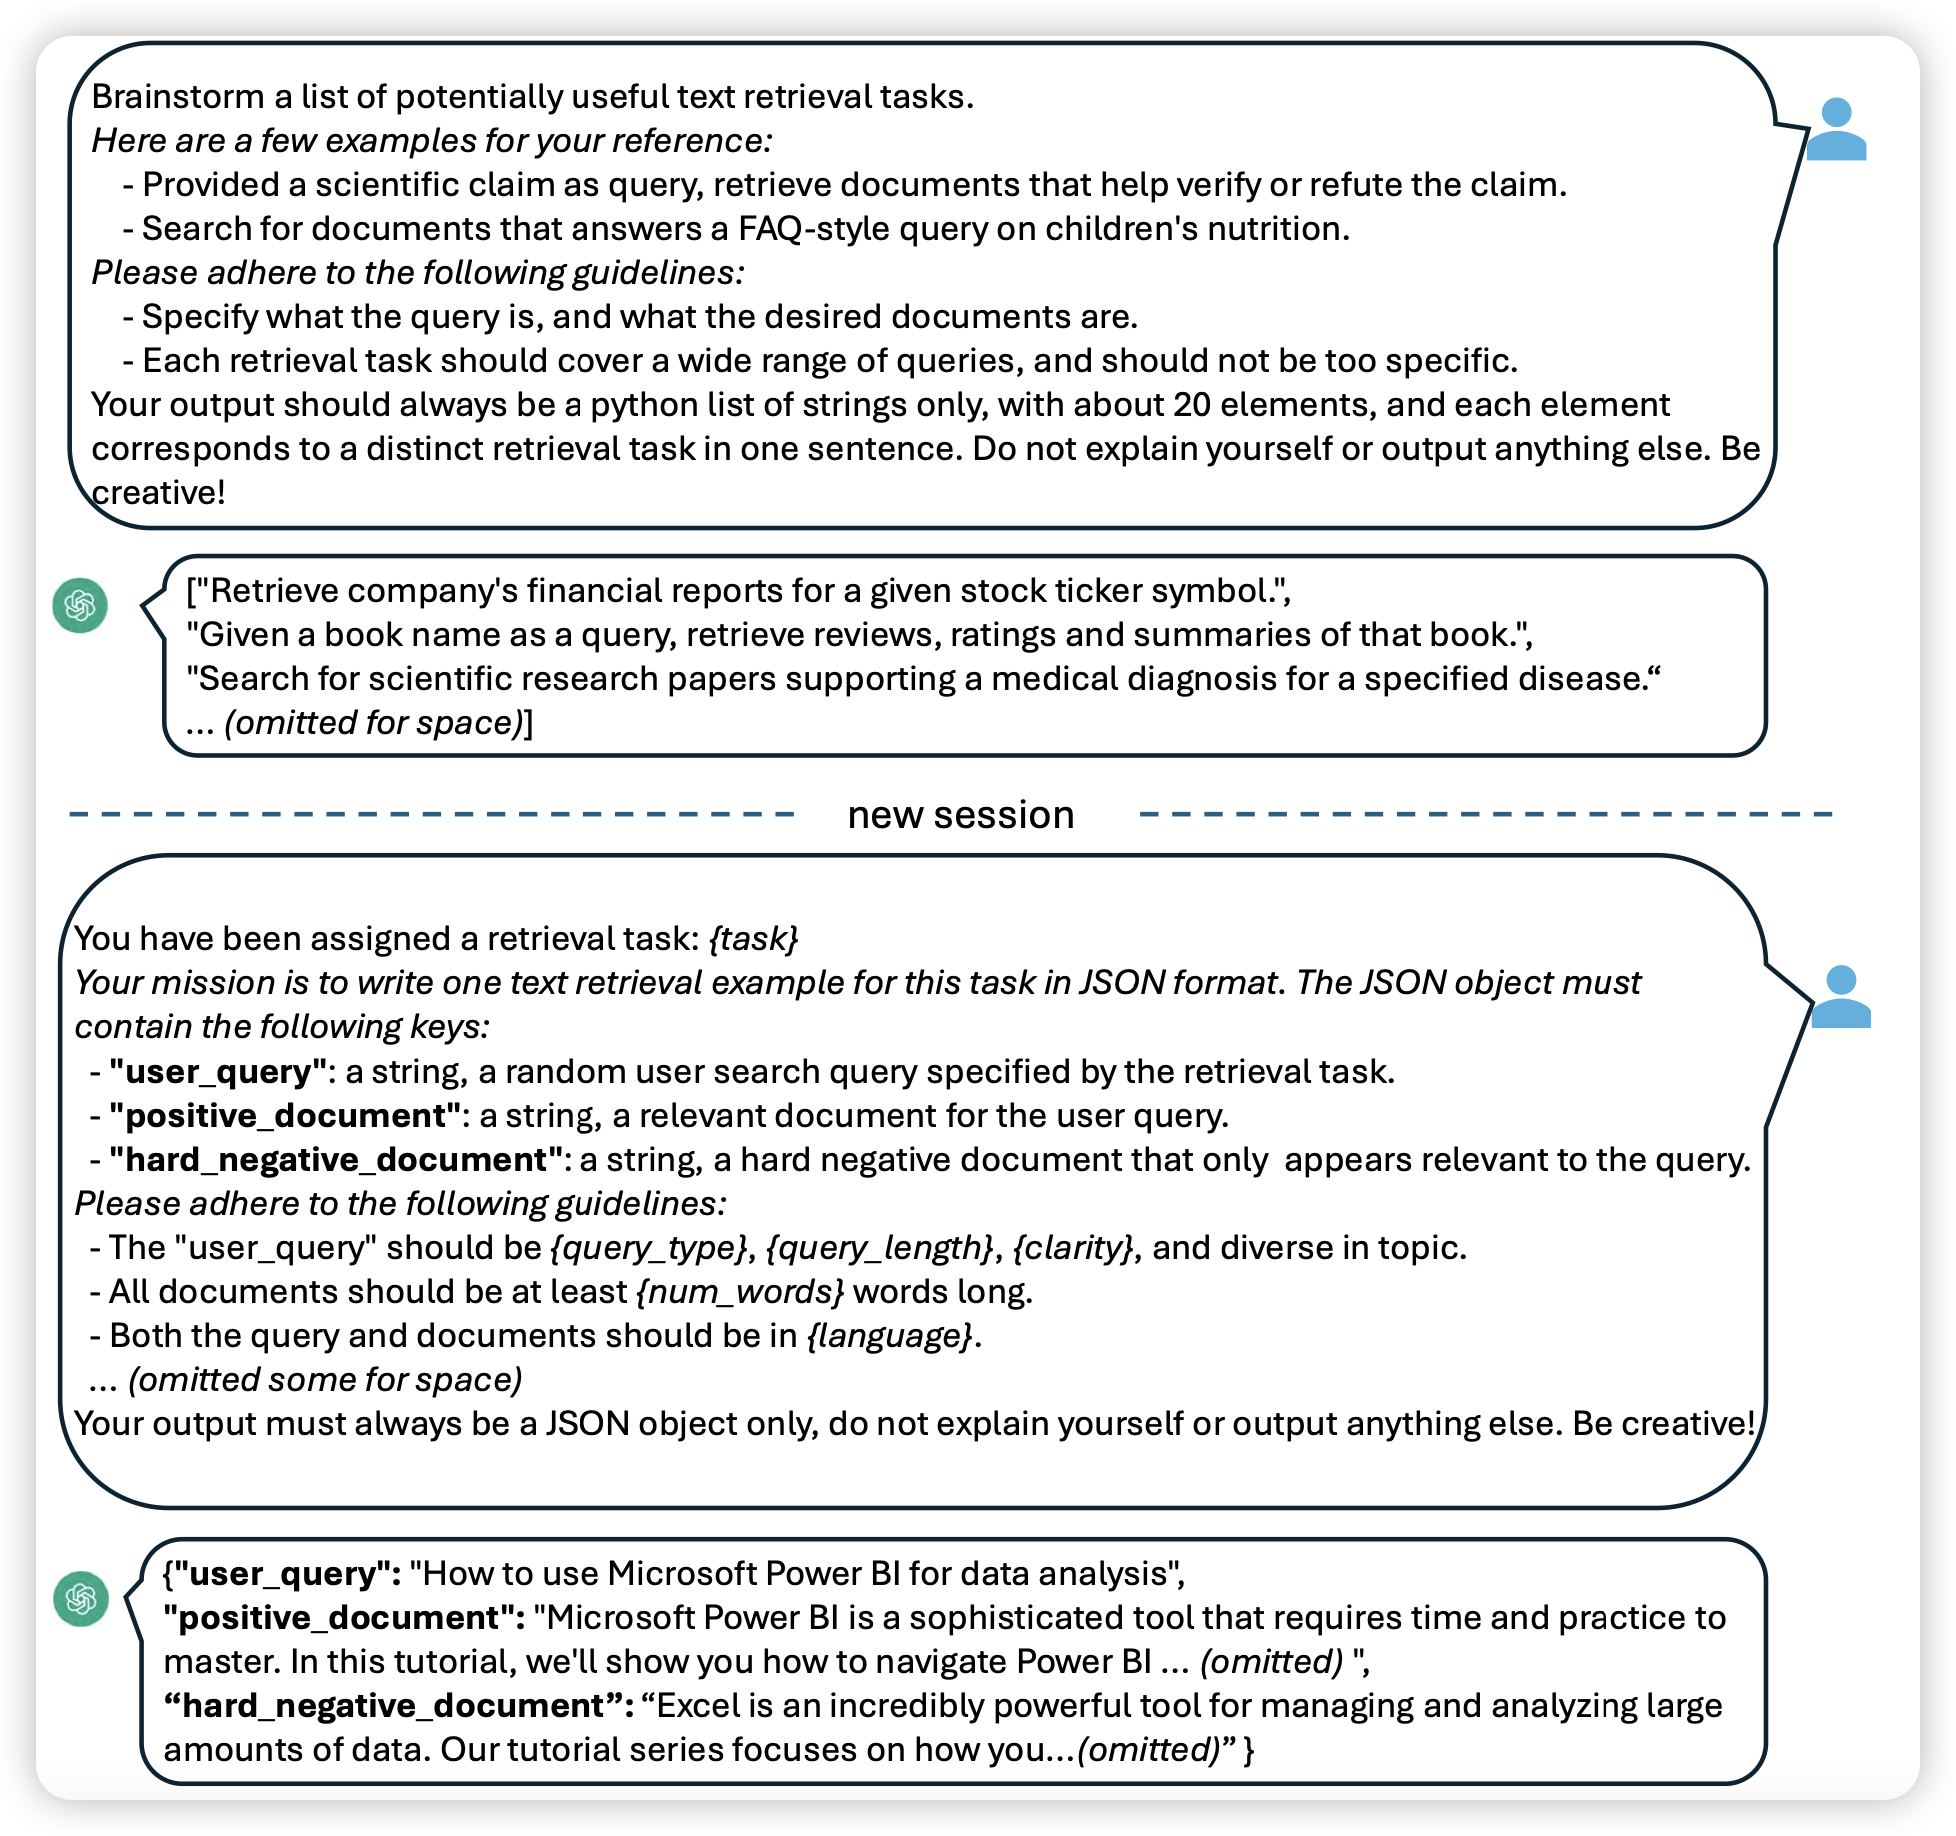 Brainstorm a list of potentially useful text retrieval tasks.
Here are a few examples for your reference:
- Provided a scientific claim as query, retrieve documents that help verify or refute the claim.
- Search for documents that answers a FAQ-style query on children's nutrition.
Please adhere to the following guidelines:
- Specify what the query is, and what the desired documents are.
- Each retrieval task should cover a wide range of queries, and should not be too specific.
Your output should always be a python list of strings only, with about 20 elements, and each element
corresponds to a distinct retrieval task in one sentence. Do not explain yourself or output anything else. Be
creative!
["Retrieve company's financial reports for a given stock ticker symbol.",
"Given a book name as a query, retrieve reviews, ratings and summaries of that book.",
"Search for scientific research papers supporting a medical diagnosis for a specified disease.“
... (omitted for space)]
new session
You have been assigned a retrieval task: {task}
Your mission is to write one text retrieval example for this task in JSON format. The JSON object must
contain the following keys:
- "user_query": a string, a random user search query specified by the retrieval task.
- "positive_document": a string, a relevant document for the user query.
- "hard_negative_document": a string, a hard negative document that only  appears relevant to the query.
Please adhere to the following guidelines:
- The "user_query" should be {query_type}, {query_length}, {clarity}, and diverse in topic.
- All documents should be at least {num_words} words long.
- Both the query and documents should be in {language}.
... (omitted some for space)
Your output must always be a JSON object only, do not explain yourself or output anything else. Be creative!
{"user_query": "How to use Microsoft Power BI for data analysis",
"positive_document": "Microsoft Power BI is a sophisticated tool that requires time and practice to
master. In this tutorial, we'll show you how to navigate Power BI ... (omitted) ",
“hard_negative_document”: “Excel is an incredibly powerful tool for managing and analyzing large
amounts of data. Our tutorial series focuses on how you...(omitted)” }